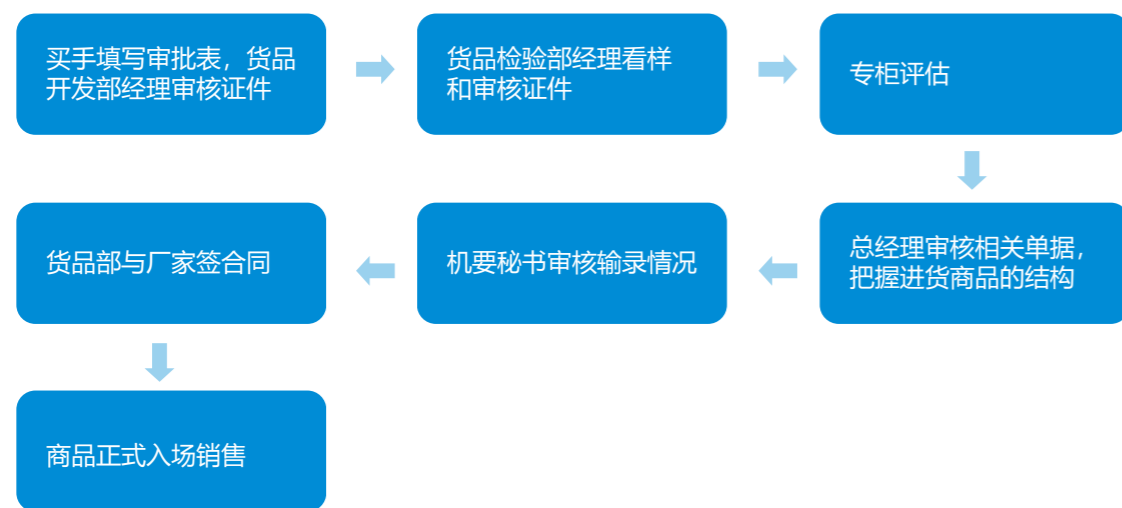 买手填写审批表，货品
开发部经理审核证件
货品检验部经理看样
和审核证件
专柜评估
总经理审核相关单据，
把握进货商品的结构
机要秘书审核输录情况
货品部与厂家签合同
商品正式入场销售